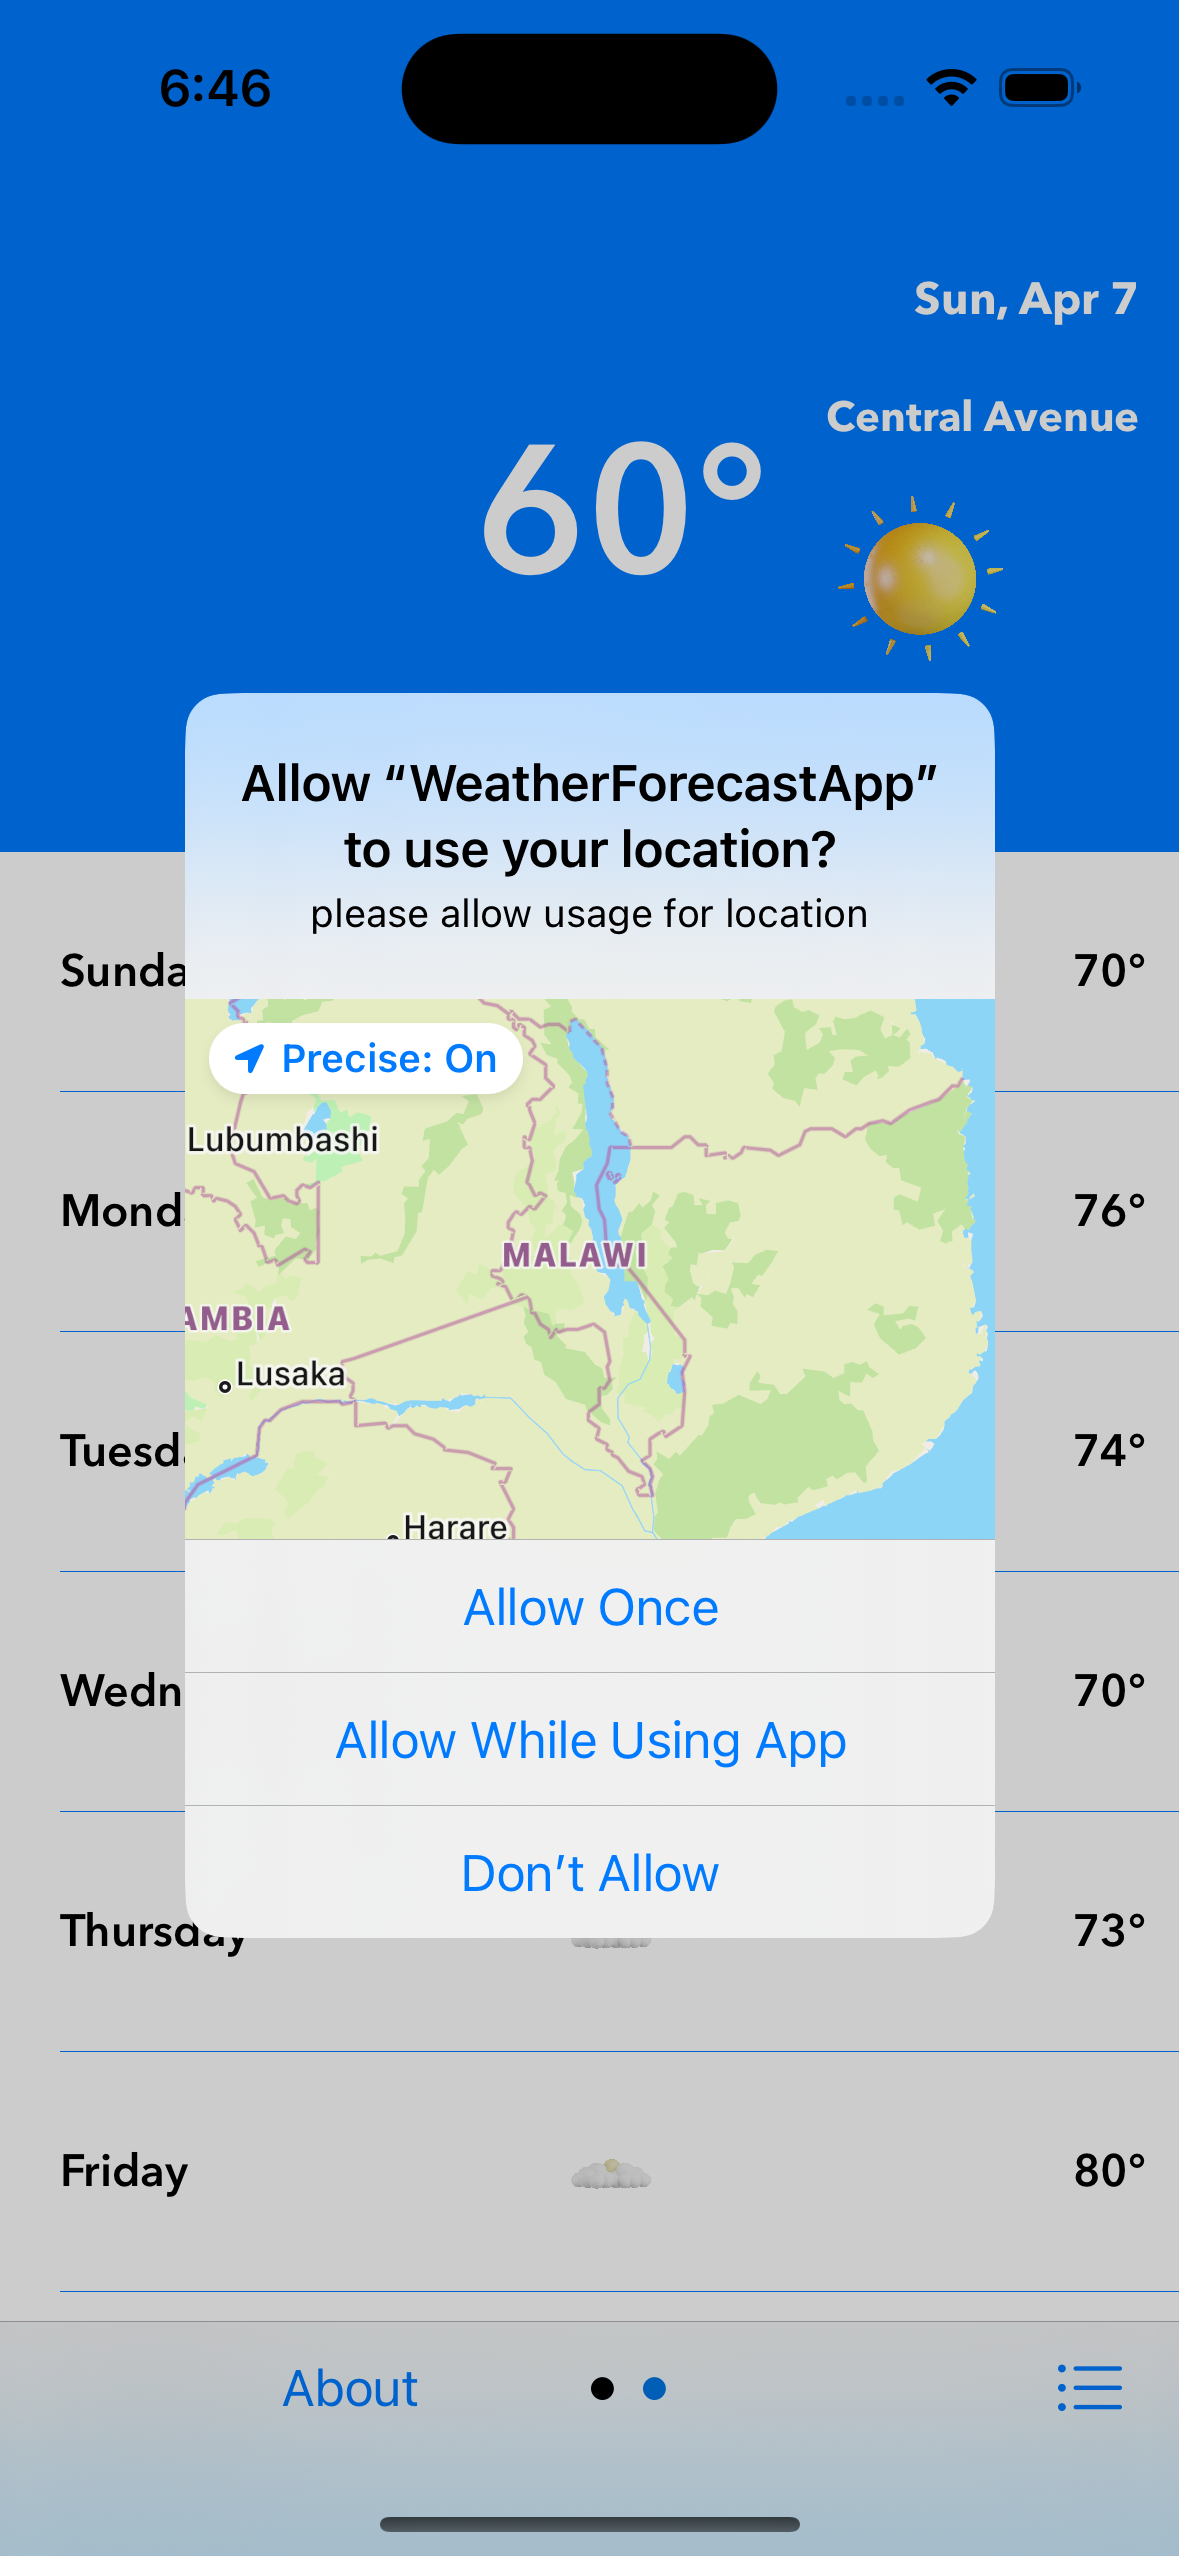 6:46
Sun, Apr 7
Central Avenue
60°
Allow “WeatherForecastApp”
to use your location?
please allow usage for location
Sunda
70°
Precise: On
Lubumbashi
Mond
76°
MALAWI
AMBIA
Lusaka
Tuesd
74°
Harare
Allow Once
Wedn
70°
Allow While Using App
Don’t Allow
Thursday
73°
Friday
80°
About